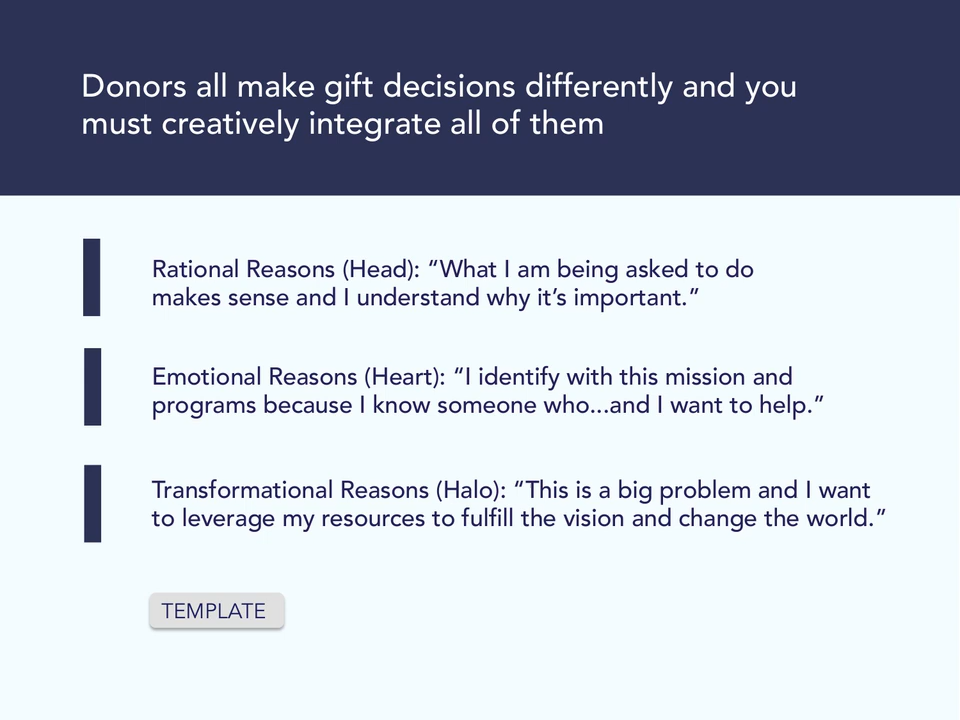 Donors all make gift decisions differently and you
must creatively integrate all of them
Rational Reasons (Head): “What I am being asked to do
makes sense and I understand why it’s important.”
Emotional Reasons (Heart): “I identify with this mission and
programs because I know someone who...and I want to help.”
Transformational Reasons (Halo): “This is a big problem and I want
to leverage my resources to fulfill the vision and change the world.”
TEMPLATE